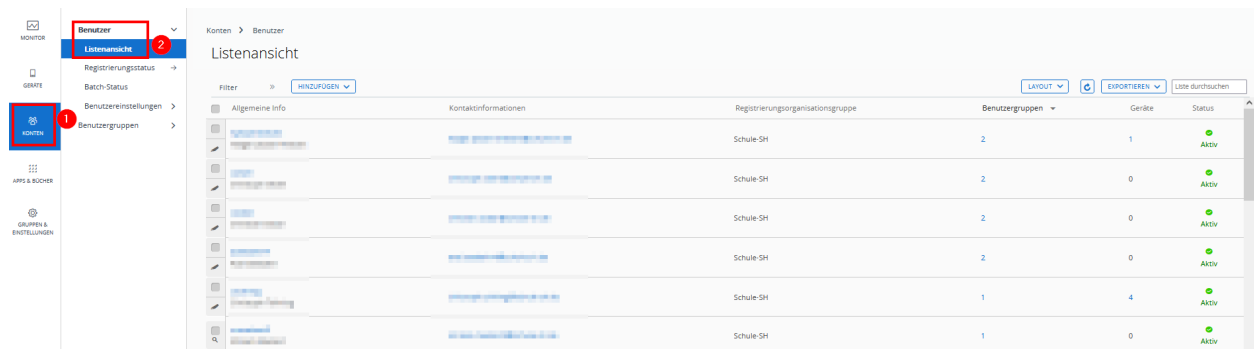 MONITOR
GERÄTE
1
KONTEN
APPS & BÜCHER
GRUPPEN &
EINSTELLUNGEN
Benutzer
Listenansicht
2
Registrierungsstatus
Batch-Status
Benutzereinstellungen
Benutzergruppen
Konten > Benutzer
Listenansicht
Filter » HINZUFÜGEN LAYOUT EXPORTIEREN Liste durchsuchen
Allgemeine Info Kontaktinformationen Registrierungsorganisationsgruppe Benutzergruppen Geräte Status
Schule-SH 2 1 Aktiv
Schule-SH 2 0 Aktiv
Schule-SH 2 0 Aktiv
Schule-SH 2 0 Aktiv
Schule-SH 1 4 Aktiv
Schule-SH 1 0 Aktiv